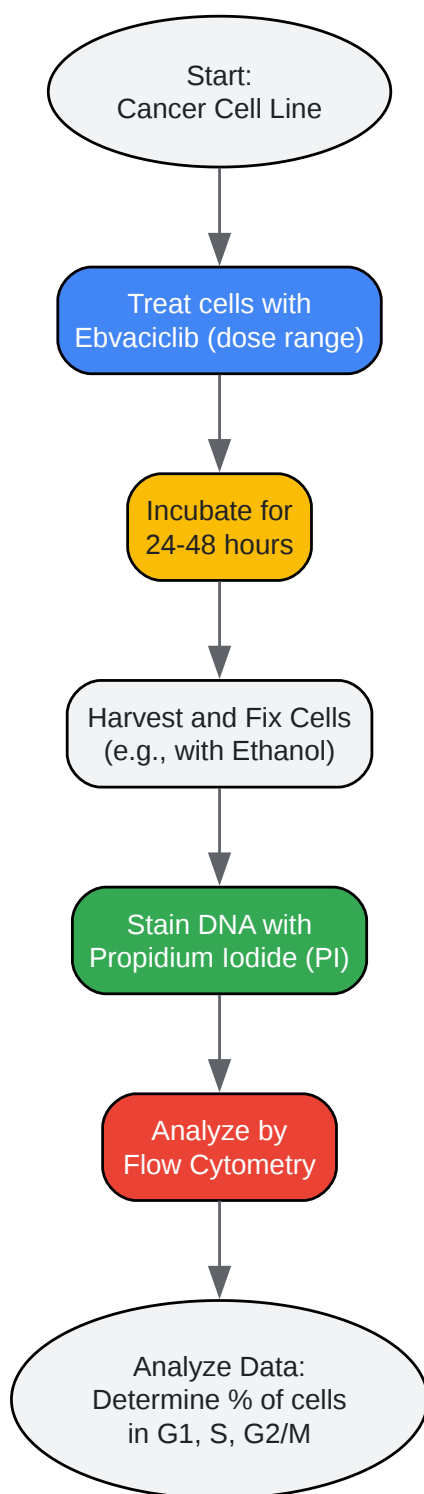 Start:
Cancer Cell Line
Treat cells with
Ebvaciclib (dose range)
Incubate for
24-48 hours
Harvest and Fix Cells
(e.g., with Ethanol)
Stain DNA with
Propidium Iodide (PI)
Analyze by
Flow Cytometry
Analyze Data:
Determine % of cells
in G1, S, G2/M